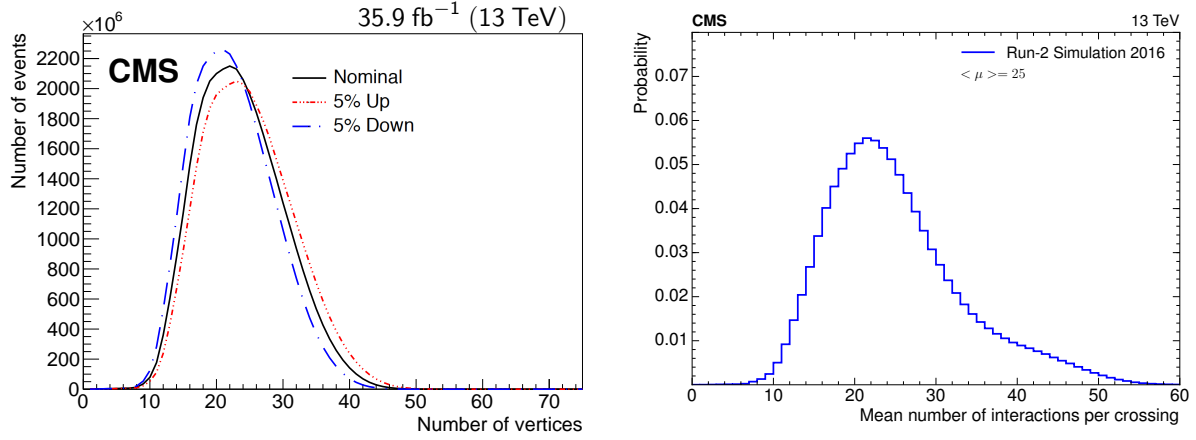 35.9 fb⁻¹ (13 TeV)
×10⁶
CMS
Nominal
5% Up
5% Down
Number of events
2200
2000
1800
1600
1400
1200
1000
800
600
400
200
0
0 10 20 30 40 50 60 70
Number of vertices
CMS 13 TeV
Run-2 Simulation 2016
< μ >= 25
Probability
0.07
0.06
0.05
0.04
0.03
0.02
0.01
0 10 20 30 40 50 60
Mean number of interactions per crossing